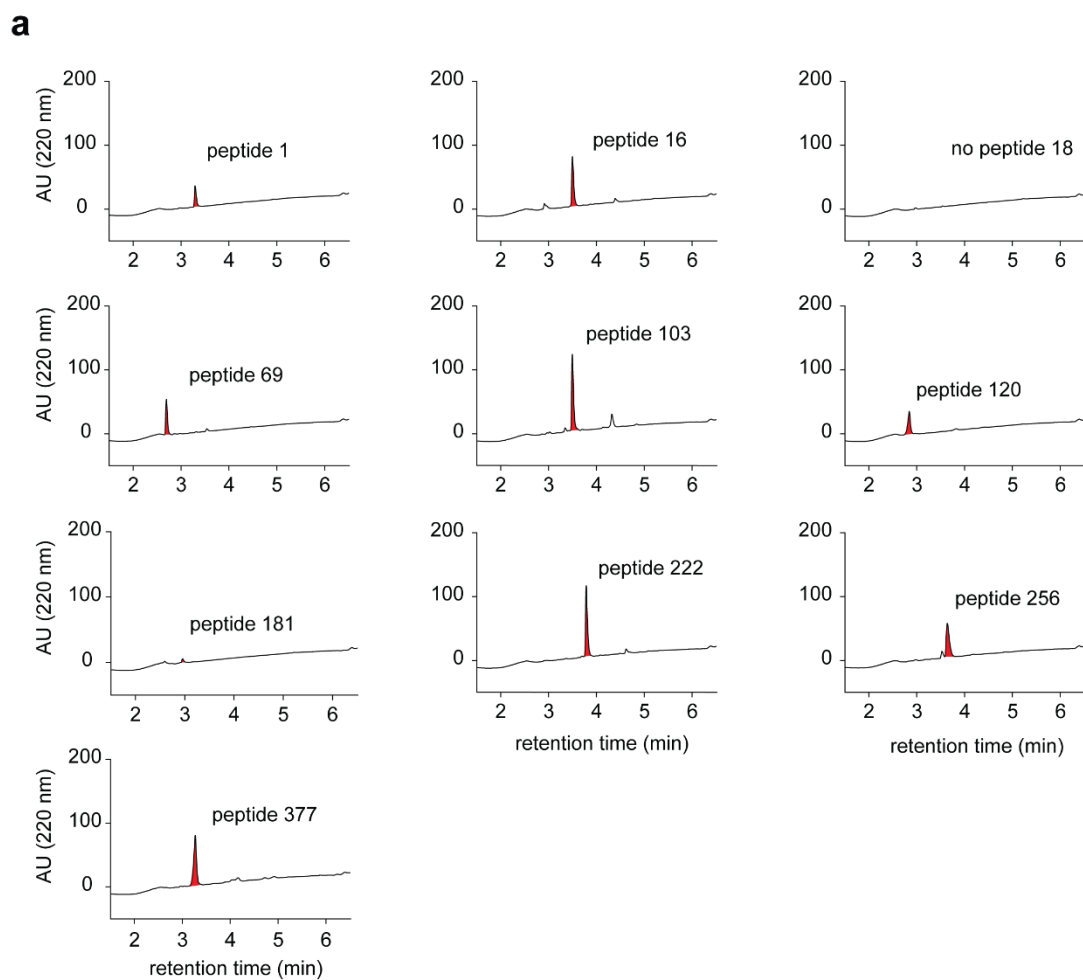 a
200
100
0
AU (220 nm)
peptide 1
2 3 4 5 6
200
100
0
peptide 16
2 3 4 5 6
200
100
0
no peptide 18
2 3 4 5 6
200
100
0
AU (220 nm)
peptide 69
2 3 4 5 6
200
100
0
peptide 103
2 3 4 5 6
200
100
0
peptide 120
2 3 4 5 6
200
100
0
AU (220 nm)
peptide 181
2 3 4 5 6
200
100
0
peptide 222
2 3 4 5 6
retention time (min)
200
100
0
peptide 256
2 3 4 5 6
retention time (min)
200
100
0
AU (220 nm)
peptide 377
2 3 4 5 6
retention time (min)